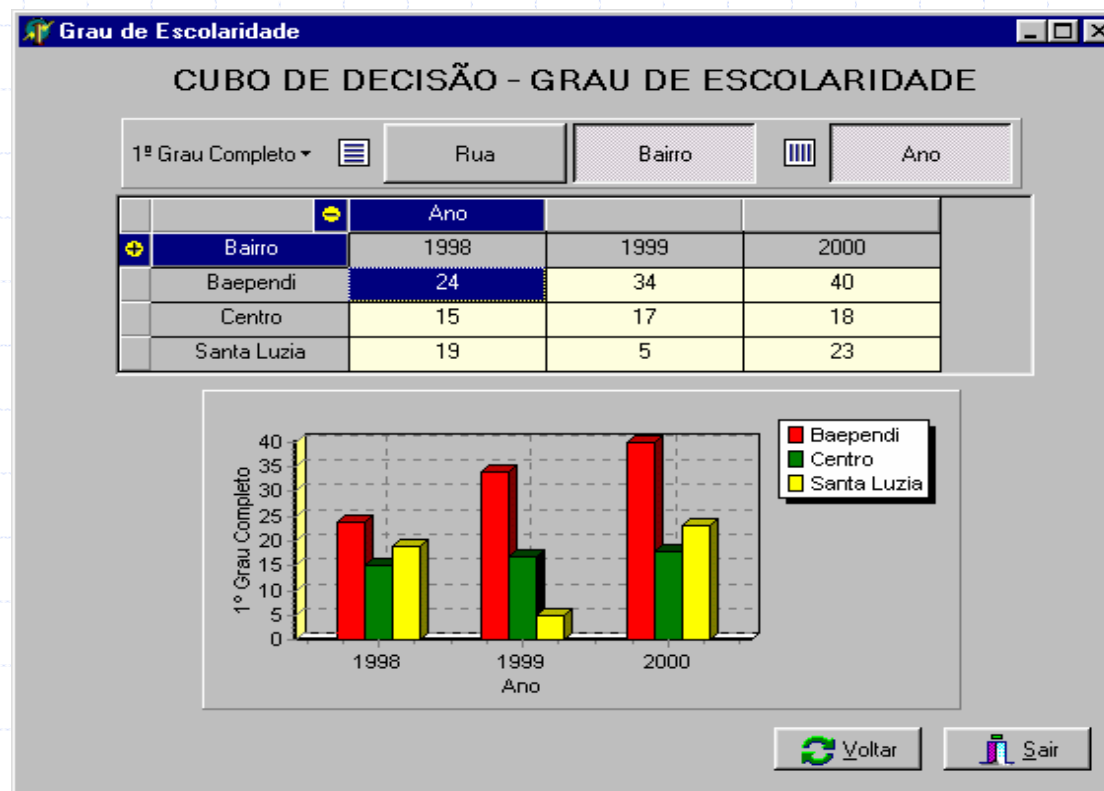 Grau de Escolaridade
CUBO DE DECISÃO - GRAU DE ESCOLARIDADE
1º Grau Completo Rua Bairro Ano
Ano
Bairro 1998 1999 2000
Baependi 24 34 40
Centro 15 17 18
Santa Luzia 19 5 23
40
35
30
25
20
15
10
5
0
1º Grau Completo
1998 1999 2000
Ano
Baependi
Centro
Santa Luzia
Voltar Sair